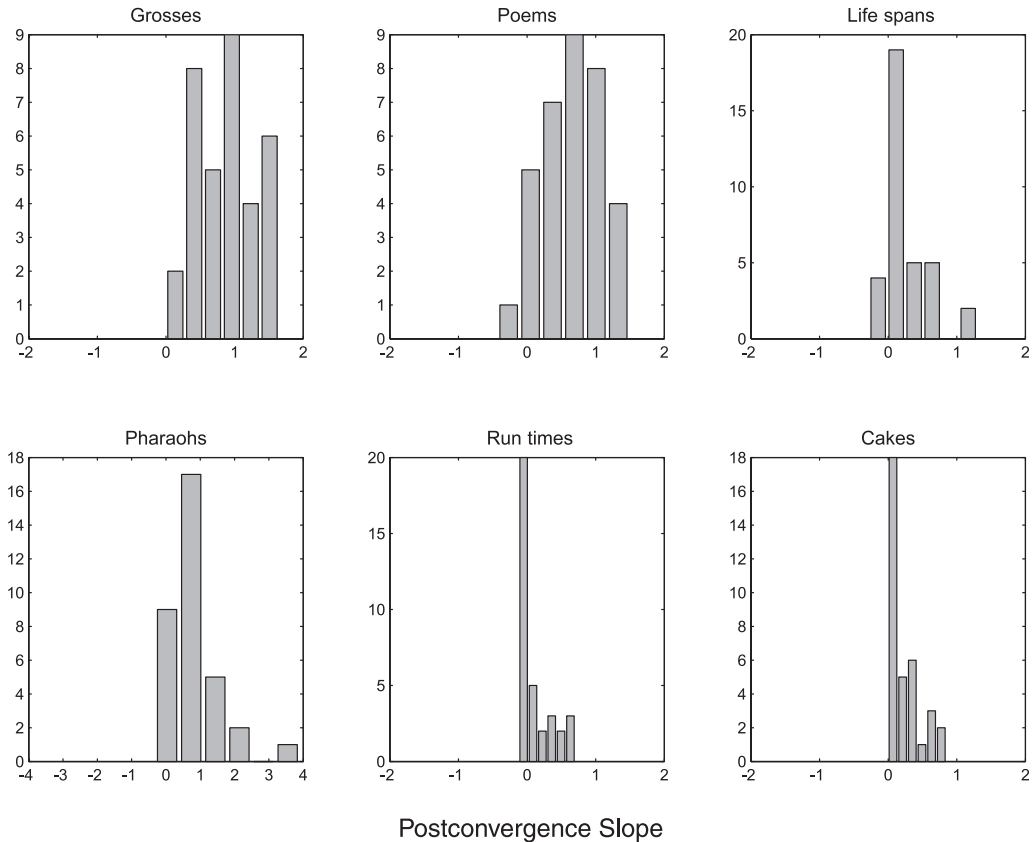 Grosses Poems Life spans
9 9 20
8 8
7 7 15
6 6
5 5 10
4 4
3 3
2 2 5
1 1
0 0 0
-2 -1 0 1 2 -2 -1 0 1 2 -2 -1 0 1 2
Pharaohs Run times Cakes
18 20 18
16 16
14 15 14
12 12
10 10 10
8 8
6 6
4 5 4
2 2
0 0 0
-4 -3 -2 -1 0 1 2 3 4 -2 -1 0 1 2 -2 -1 0 1 2
Postconvergence Slope